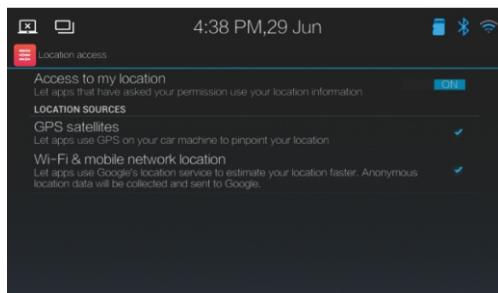 4:38 PM,29 Jun
Location access
Access to my location
Let apps that have asked your permission use your location information
ON
LOCATION SOURCES
GPS satellites
Let apps use GPS on your car machine to pinpoint your location
Wi-Fi & mobile network location
Let apps use Google's location service to estimate your location faster. Anonymous
location data will be collected and sent to Google.